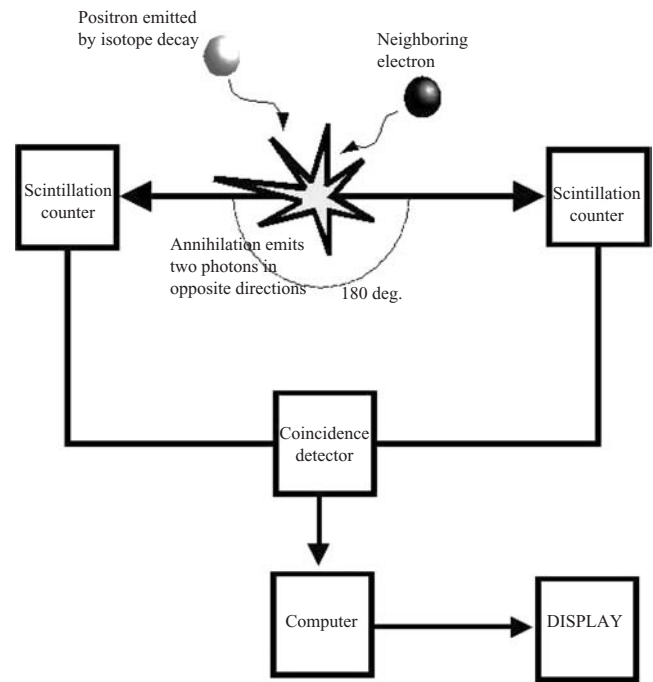 Positron emitted
by isotope decay
Neighboring
electron
Scintillation
counter
Scintillation
counter
Annihilation emits
two photons in
opposite directions
180 deg.
Coincidence
detector
Computer
DISPLAY